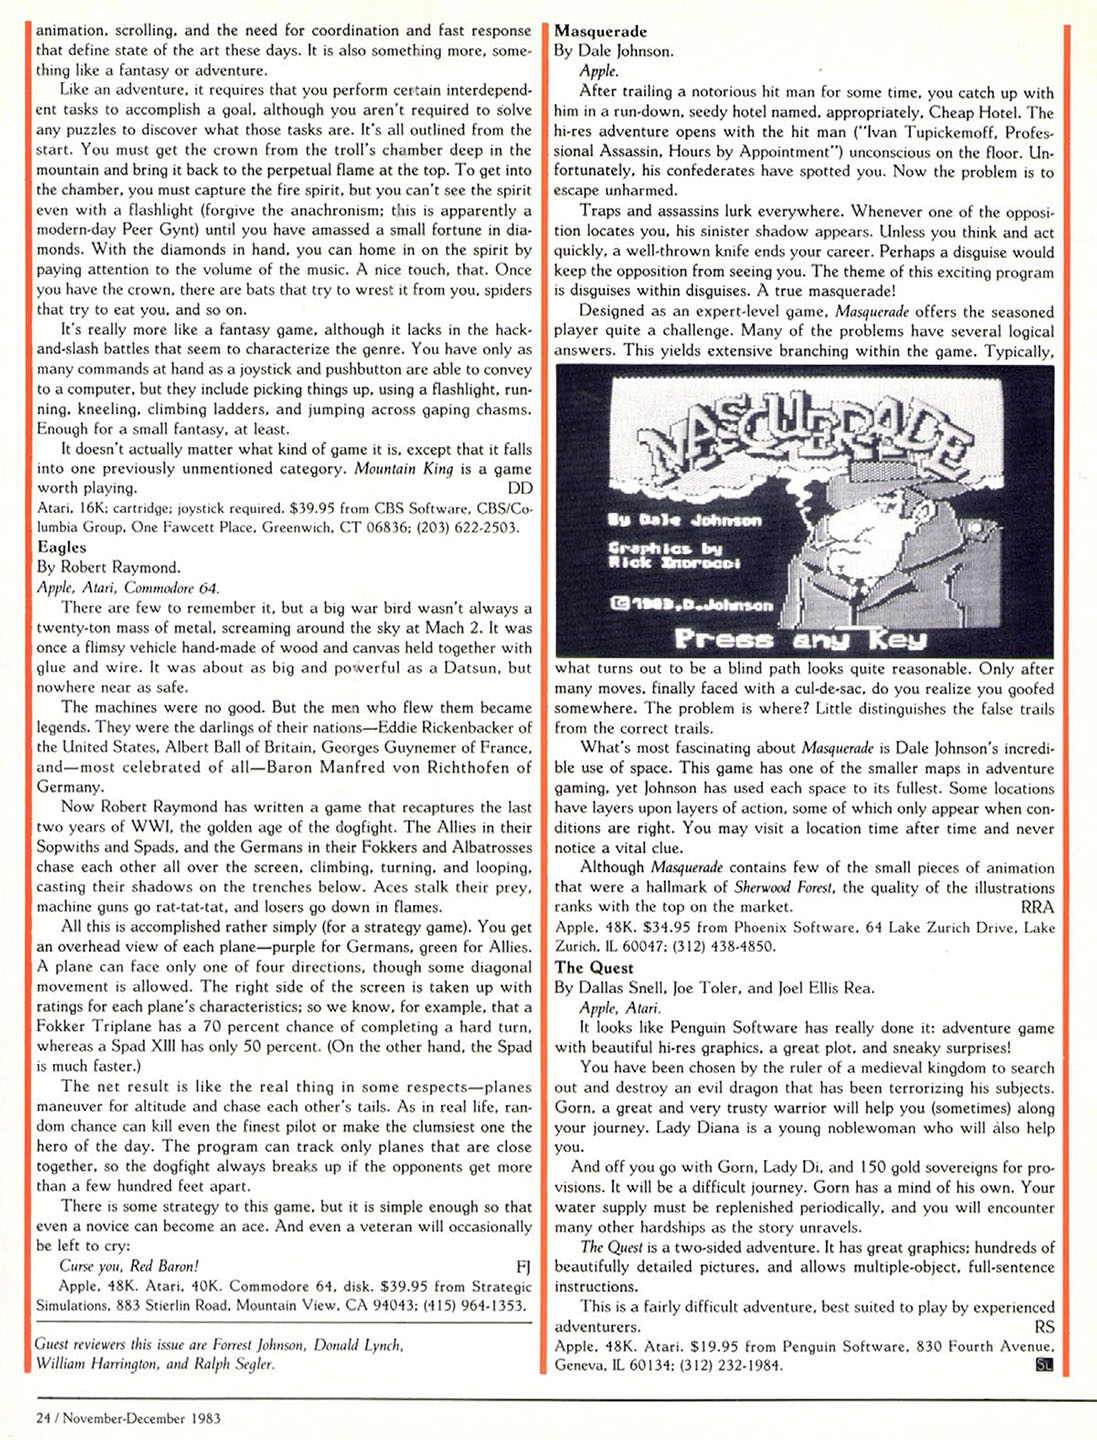 animation, scrolling, and the need for coordination and fast response
that define state of the art these days. It is also something more, some-
thing like a fantasy or adventure.
Like an adventure, it requires that you perform certain interdepend-
ent tasks to accomplish a goal, although you aren't required to solve
any puzzles to discover what those tasks are. It's all outlined from the
start. You must get the crown from the troll's chamber deep in the
mountain and bring it back to the perpetual flame at the top. To get into
the chamber, you must capture the fire spirit, but you can't see the spirit
even with a flashlight (forgive the anachronism; this is apparently a
modern-day Peer Gynt) until you have amassed a small fortune in dia-
monds. With the diamonds in hand, you can home in on the spirit by
paying attention to the volume of the music. A nice touch, that. Once
you have the crown, there are bats that try to wrest it from you, spiders
that try to eat you, and so on.
It's really more like a fantasy game, although it lacks in the hack-
and-slash battles that seem to characterize the genre. You have only as
many commands at hand as a joystick and pushbutton are able to convey
to a computer, but they include picking things up, using a flashlight, run-
ning, kneeling, climbing ladders, and jumping across gaping chasms.
Enough for a small fantasy, at least.
It doesn't actually matter what kind of game it is, except that it falls
into one previously unmentioned category. Mountain King is a game
worth playing. DD
Atari, 16K; cartridge; joystick required. $39.95 from CBS Software, CBS/Co-
lumbia Group, One Fawcett Place, Greenwich, CT 06836; (203) 622-2503.
Eagles
By Robert Raymond.
Apple, Atari, Commodore 64.
There are few to remember it, but a big war bird wasn't always a
twenty-ton mass of metal, screaming around the sky at Mach 2. It was
once a flimsy vehicle hand-made of wood and canvas held together with
glue and wire. It was about as big and powerful as a Datsun, but
nowhere near as safe.
The machines were no good. But the men who flew them became
legends. They were the darlings of their nations—Eddie Rickenbacker of
the United States, Albert Ball of Britain, Georges Guynemer of France,
and—most celebrated of all—Baron Manfred von Richthofen of
Germany.
Now Robert Raymond has written a game that recaptures the last
two years of WWI, the golden age of the dogfight. The Allies in their
Sopwiths and Spads, and the Germans in their Fokkers and Albatrosses
chase each other all over the screen, climbing, turning, and looping,
casting their shadows on the trenches below. Aces stalk their prey,
machine guns go rat-tat-tat, and losers go down in flames.
All this is accomplished rather simply (for a strategy game). You get
an overhead view of each plane—purple for Germans, green for Allies.
A plane can face only one of four directions, though some diagonal
movement is allowed. The right side of the screen is taken up with
ratings for each plane's characteristics; so we know, for example, that a
Fokker Triplane has a 70 percent chance of completing a hard turn,
whereas a Spad XIII has only 50 percent. (On the other hand, the Spad
is much faster.)
The net result is like the real thing in some respects—planes
maneuver for altitude and chase each other's tails. As in real life, ran-
dom chance can kill even the finest pilot or make the clumsiest one the
hero of the day. The program can track only planes that are close
together, so the dogfight always breaks up if the opponents get more
than a few hundred feet apart.
There is some strategy to this game, but it is simple enough so that
even a novice can become an ace. And even a veteran will occasionally
be left to cry:
Curse you, Red Baron! FJ
Apple, 48K. Atari, 40K. Commodore 64, disk. $39.95 from Strategic
Simulations, 883 Stierlin Road, Mountain View, CA 94043; (415) 964-1353.
Guest reviewers this issue are Forrest Johnson, Donald Lynch,
William Harrington, and Ralph Segler.
Masquerade
By Dale Johnson.
Apple.
After trailing a notorious hit man for some time, you catch up with
him in a run-down, seedy hotel named, appropriately, Cheap Hotel. The
hi-res adventure opens with the hit man ("Ivan Tupickemoff, Profes-
sional Assassin, Hours by Appointment") unconscious on the floor. Un-
fortunately, his confederates have spotted you. Now the problem is to
escape unharmed.
Traps and assassins lurk everywhere. Whenever one of the opposi-
tion locates you, his sinister shadow appears. Unless you think and act
quickly, a well-thrown knife ends your career. Perhaps a disguise would
keep the opposition from seeing you. The theme of this exciting program
is disguises within disguises. A true masquerade!
Designed as an expert-level game, Masquerade offers the seasoned
player quite a challenge. Many of the problems have several logical
answers. This yields extensive branching within the game. Typically,
MASQUERADE
By Dale Johnson
Graphics by
Rick Incrocci
©1983, D. Johnson
Press any Key
what turns out to be a blind path looks quite reasonable. Only after
many moves, finally faced with a cul-de-sac, do you realize you goofed
somewhere. The problem is where? Little distinguishes the false trails
from the correct trails.
What's most fascinating about Masquerade is Dale Johnson's incredi-
ble use of space. This game has one of the smaller maps in adventure
gaming, yet Johnson has used each space to its fullest. Some locations
have layers upon layers of action, some of which only appear when con-
ditions are right. You may visit a location time after time and never
notice a vital clue.
Although Masquerade contains few of the small pieces of animation
that were a hallmark of Sherwood Forest, the quality of the illustrations
ranks with the top on the market. RRA
Apple, 48K. $34.95 from Phoenix Software, 64 Lake Zurich Drive, Lake
Zurich, IL 60047; (312) 438-4850.
The Quest
By Dallas Snell, Joe Toler, and Joel Ellis Rea.
Apple, Atari.
It looks like Penguin Software has really done it: adventure game
with beautiful hi-res graphics, a great plot, and sneaky surprises!
You have been chosen by the ruler of a medieval kingdom to search
out and destroy an evil dragon that has been terrorizing his subjects.
Gorn, a great and very trusty warrior will help you (sometimes) along
your journey. Lady Diana is a young noblewoman who will also help
you.
And off you go with Gorn, Lady Di, and 150 gold sovereigns for pro-
visions. It will be a difficult journey. Gorn has a mind of his own. Your
water supply must be replenished periodically, and you will encounter
many other hardships as the story unravels.
The Quest is a two-sided adventure. It has great graphics; hundreds of
beautifully detailed pictures, and allows multiple-object, full-sentence
instructions.
This is a fairly difficult adventure, best suited to play by experienced
adventurers. RS
Apple, 48K. Atari. $19.95 from Penguin Software, 830 Fourth Avenue,
Geneva, IL 60134; (312) 232-1984. SL
24 / November-December 1983